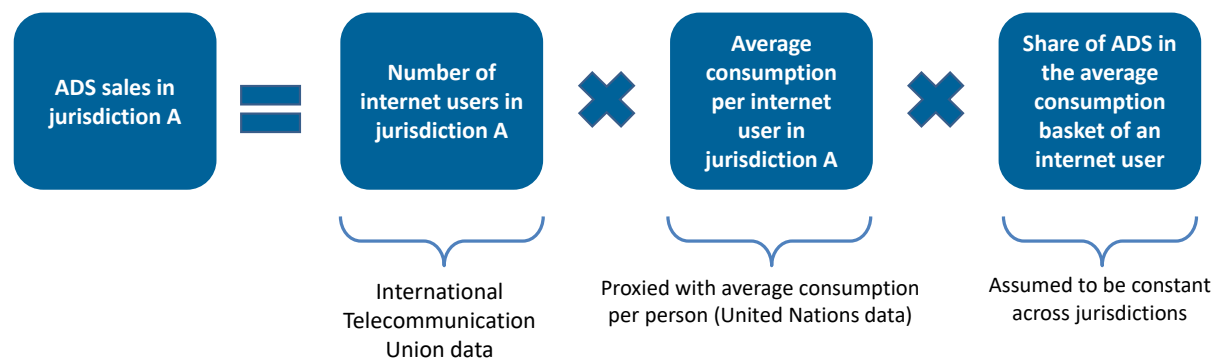 ADS sales in
jurisdiction A
Number of
internet users in
jurisdiction A
Average
consumption
per internet
user in
jurisdiction A
Share of ADS in
the average
consumption
basket of an
internet user
International
Telecommunication
Union data
Proxied with average consumption
per person (United Nations data)
Assumed to be constant
across jurisdictions